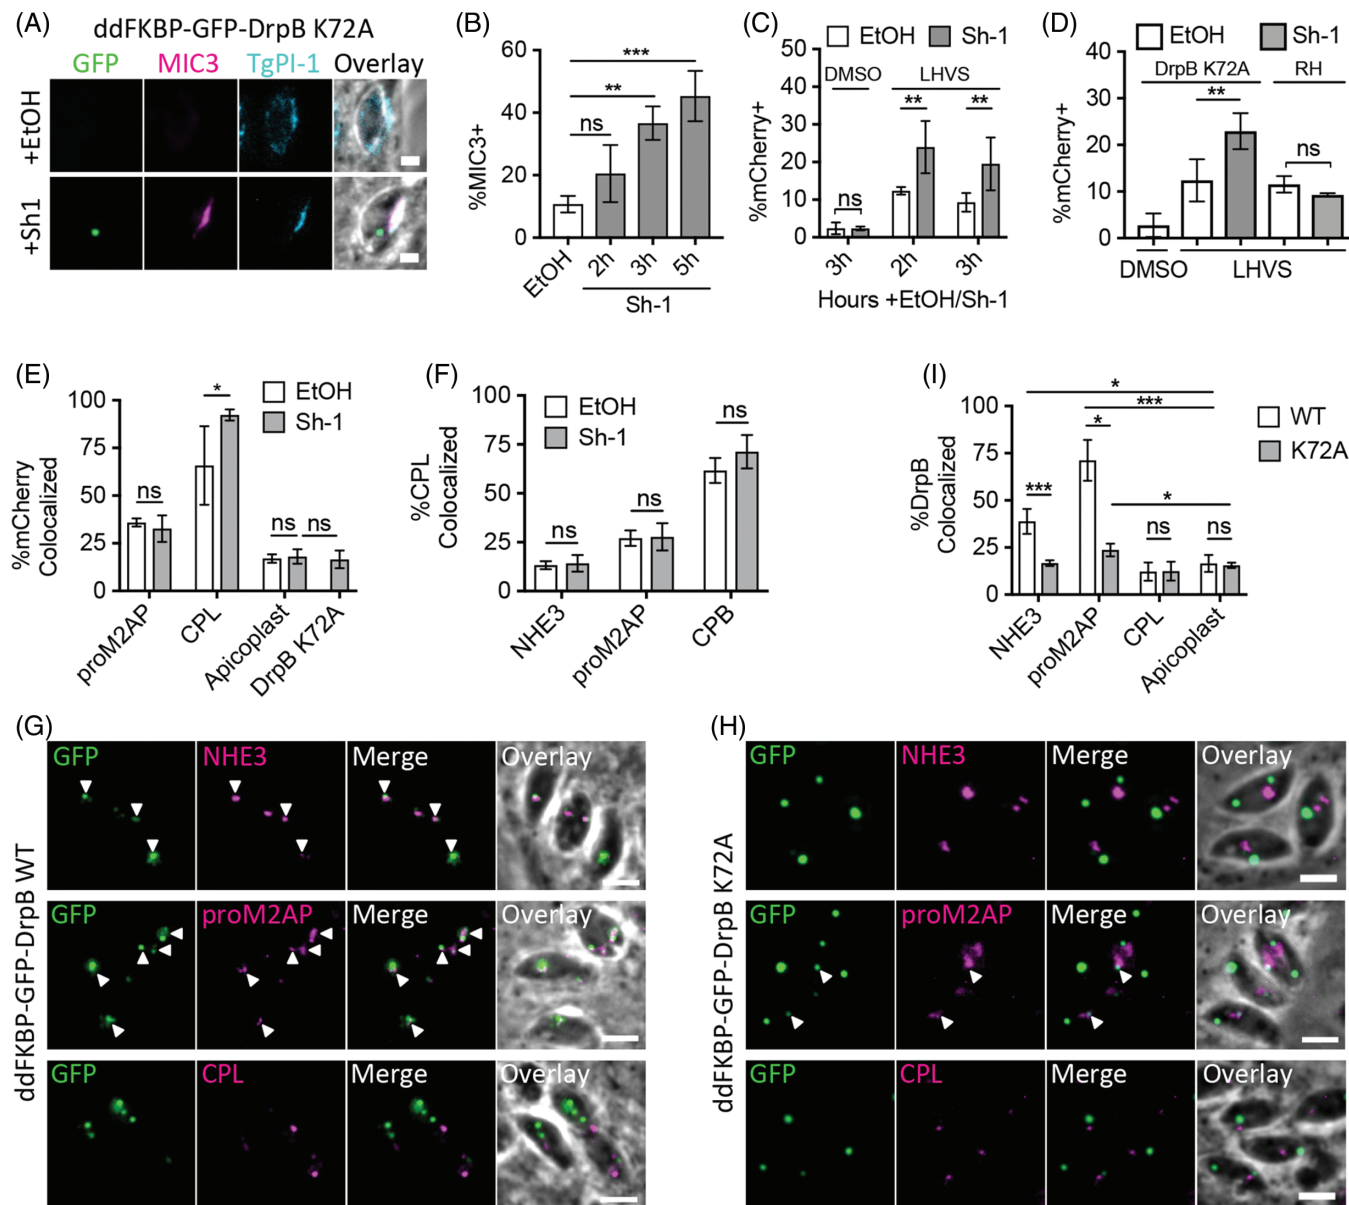 (A)
ddFKBP-GFP-DrpB K72A
GFP MIC3 TgPI-1 Overlay
+EtOH
+Sh1
(B)
%MIC3+
60
40
20
0
ns
**
***
EtOH 2h 3h 5h
Sh-1
(C)
EtOH Sh-1
%mCherry+
50
40
30
20
10
0
DMSO LHVS
ns ** **
3h 2h 3h
Hours +EtOH/Sh-1
(D)
EtOH Sh-1
%mCherry+
40
30
20
10
0
DrpB K72A RH
** ns
DMSO LHVS
(E)
EtOH
Sh-1
%mCherry
Colocalized
100
75
50
25
0
ns * ns ns
proM2AP CPL Apicoplast DrpB K72A
(F)
EtOH
Sh-1
%CPL
Colocalized
100
75
50
25
0
ns ns ns
NHE3 proM2AP CPB
(I)
WT
K72A
%DrpB
Colocalized
100
75
50
25
0
*
***
*
***
*
ns ns
NHE3 proM2AP CPL Apicoplast
(G)
ddFKBP-GFP-DrpB WT
GFP NHE3 Merge Overlay
GFP proM2AP Merge Overlay
GFP CPL Merge Overlay
(H)
ddFKBP-GFP-DrpB K72A
GFP NHE3 Merge Overlay
GFP proM2AP Merge Overlay
GFP CPL Merge Overlay